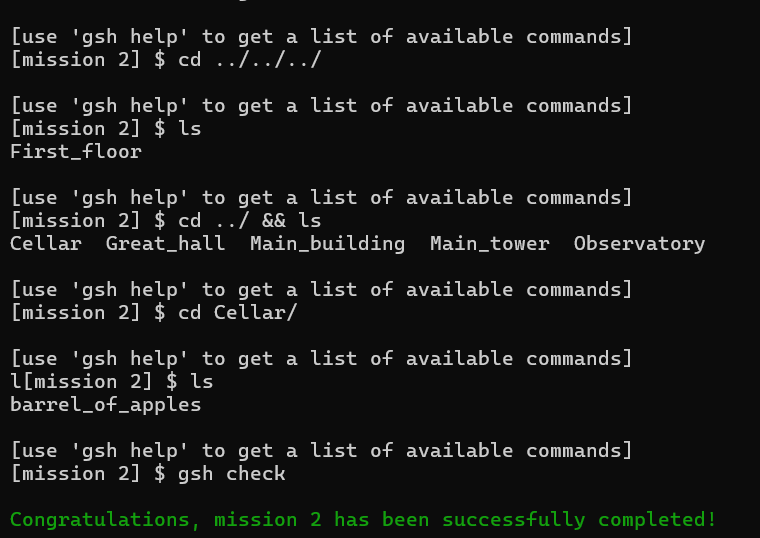 [use 'gsh help' to get a list of available commands]
[mission 2] $ cd ../../../
[use 'gsh help' to get a list of available commands]
[mission 2] $ ls
First_floor
[use 'gsh help' to get a list of available commands]
[mission 2] $ cd ../ && ls
Cellar  Great_hall  Main_building  Main_tower  Observatory
[use 'gsh help' to get a list of available commands]
[mission 2] $ cd Cellar/
[use 'gsh help' to get a list of available commands]
l[mission 2] $ ls
barrel_of_apples
[use 'gsh help' to get a list of available commands]
[mission 2] $ gsh check
Congratulations, mission 2 has been successfully completed!